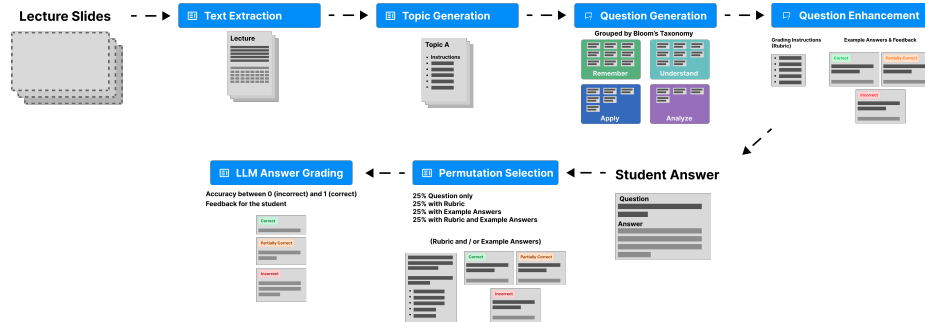 Lecture Slides
Text Extraction
Topic Generation
Question Generation
Question Enhancement
Lecture
Topic A
• Instructions
Grouped by Bloom's Taxonomy
Remember
Understand
Apply
Analyze
Grading Instructions
(Rubric)
Example Answers & Feedback
Correct
Partially Correct
Incorrect
LLM Answer Grading
Permutation Selection
Student Answer
Accuracy between 0 (incorrect) and 1 (correct)
Feedback for the student
Correct
Partially Correct
Incorrect
25% Question only
25% with Rubric
25% with Example Answers
25% with Rubric and Example Answers
(Rubric and / or Example Answers)
Correct
Partially Correct
Incorrect
Question
Answer